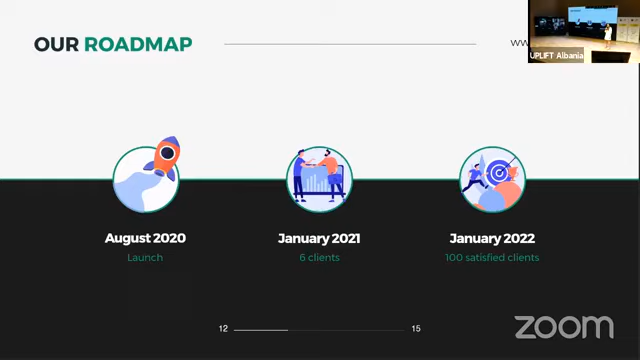 OUR ROADMAP
UPLIFT Albania
August 2020
Launch
January 2021
6 clients
January 2022
100 satisfied clients
12
15
zoom